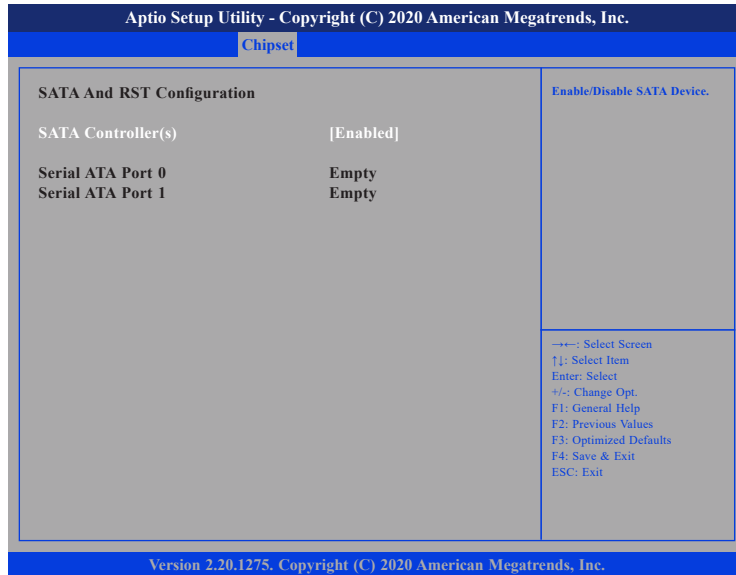 Aptio Setup Utility - Copyright (C) 2020 American Megatrends, Inc.
Chipset
SATA And RST Configuration
SATA Controller(s) [Enabled]
Serial ATA Port 0 Empty
Serial ATA Port 1 Empty
Enable/Disable SATA Device.
→←: Select Screen
↑↓: Select Item
Enter: Select
+/-: Change Opt.
F1: General Help
F2: Previous Values
F3: Optimized Defaults
F4: Save & Exit
ESC: Exit
Version 2.20.1275. Copyright (C) 2020 American Megatrends, Inc.